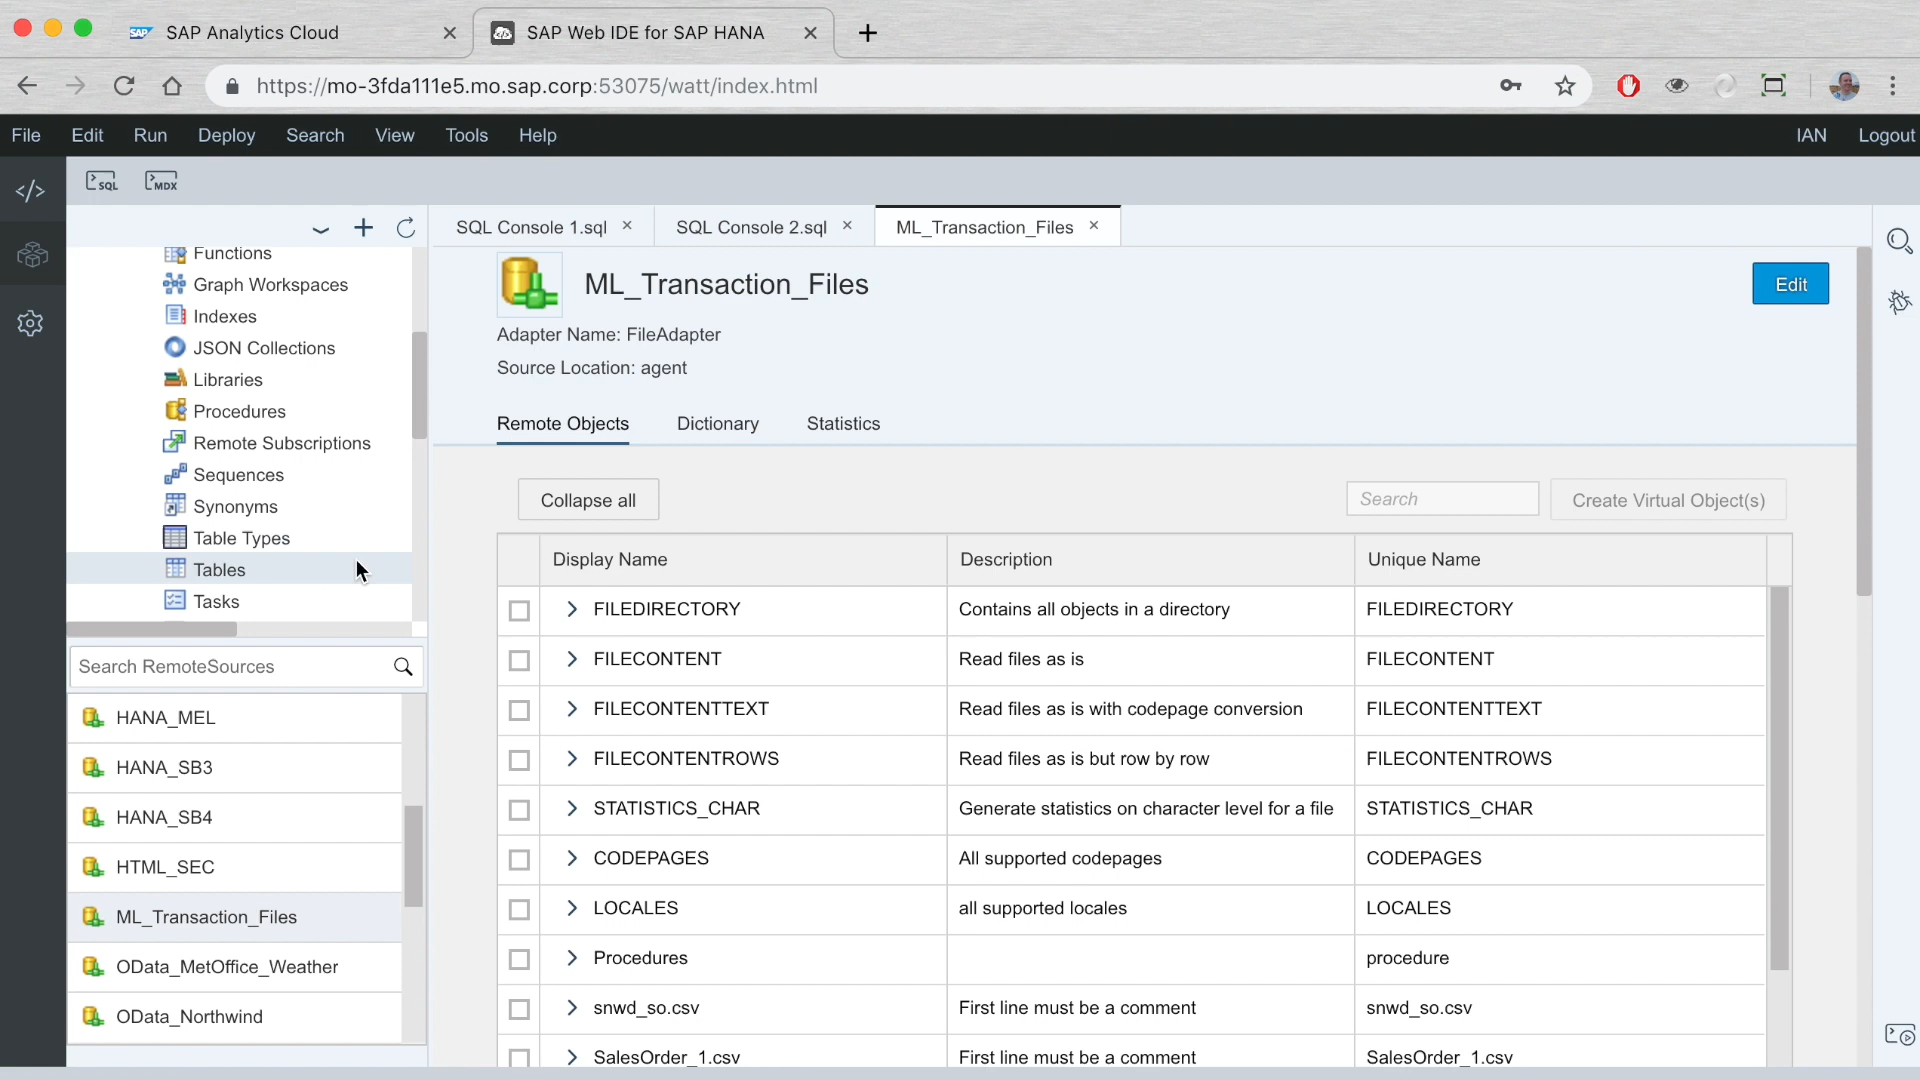 SAP SAP Analytics Cloud
SAP Web IDE for SAP HANA
https://mo-3fda111e5.mo.sap.corp:53075/watt/index.html
File Edit Run Deploy Search View Tools Help IAN Logout
SQL MDX
SQL Console 1.sql
SQL Console 2.sql
ML_Transaction_Files
Functions
Graph Workspaces
Indexes
JSON Collections
Libraries
Procedures
Remote Subscriptions
Sequences
Synonyms
Table Types
Tables
Tasks
Search RemoteSources
HANA_MEL
HANA_SB3
HANA_SB4
HTML_SEC
ML_Transaction_Files
OData_MetOffice_Weather
OData_Northwind
ML_Transaction_Files
Edit
Adapter Name: FileAdapter
Source Location: agent
Remote Objects Dictionary Statistics
Collapse all Search Create Virtual Object(s)
Display Name Description Unique Name
FILEDIRECTORY Contains all objects in a directory FILEDIRECTORY
FILECONTENT Read files as is FILECONTENT
FILECONTENTTEXT Read files as is with codepage conversion FILECONTENTTEXT
FILECONTENTROWS Read files as is but row by row FILECONTENTROWS
STATISTICS_CHAR Generate statistics on character level for a file STATISTICS_CHAR
CODEPAGES All supported codepages CODEPAGES
LOCALES all supported locales LOCALES
Procedures procedure
snwd_so.csv First line must be a comment snwd_so.csv
SalesOrder_1.csv First line must be a comment SalesOrder_1.csv